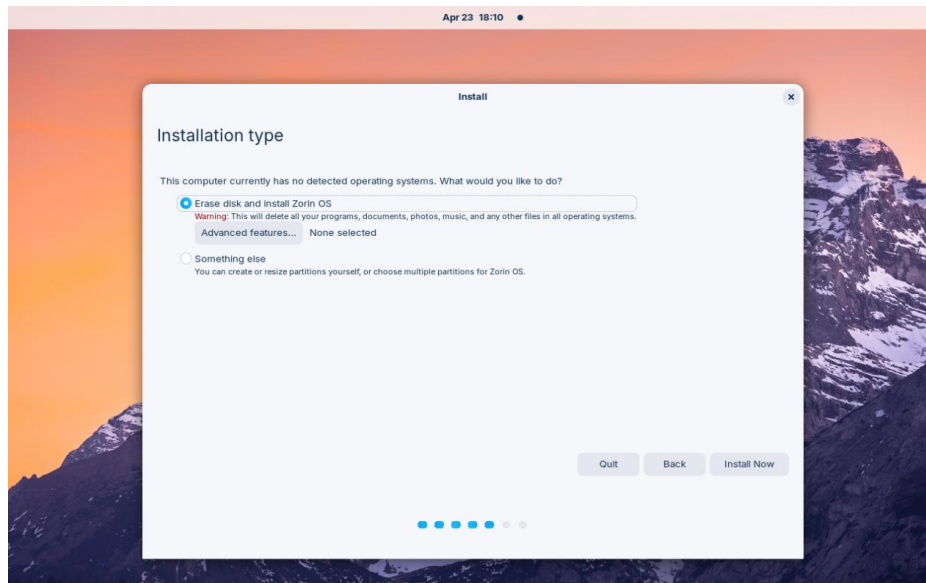 Apr 23 18:10
Install
Installation type
This computer currently has no detected operating systems. What would you like to do?
Erase disk and install Zorin OS
Warning: This will delete all your programs, documents, photos, music, and any other files in all operating systems.
Advanced features... None selected
Something else
You can create or resize partitions yourself, or choose multiple partitions for Zorin OS.
Quit Back Install Now